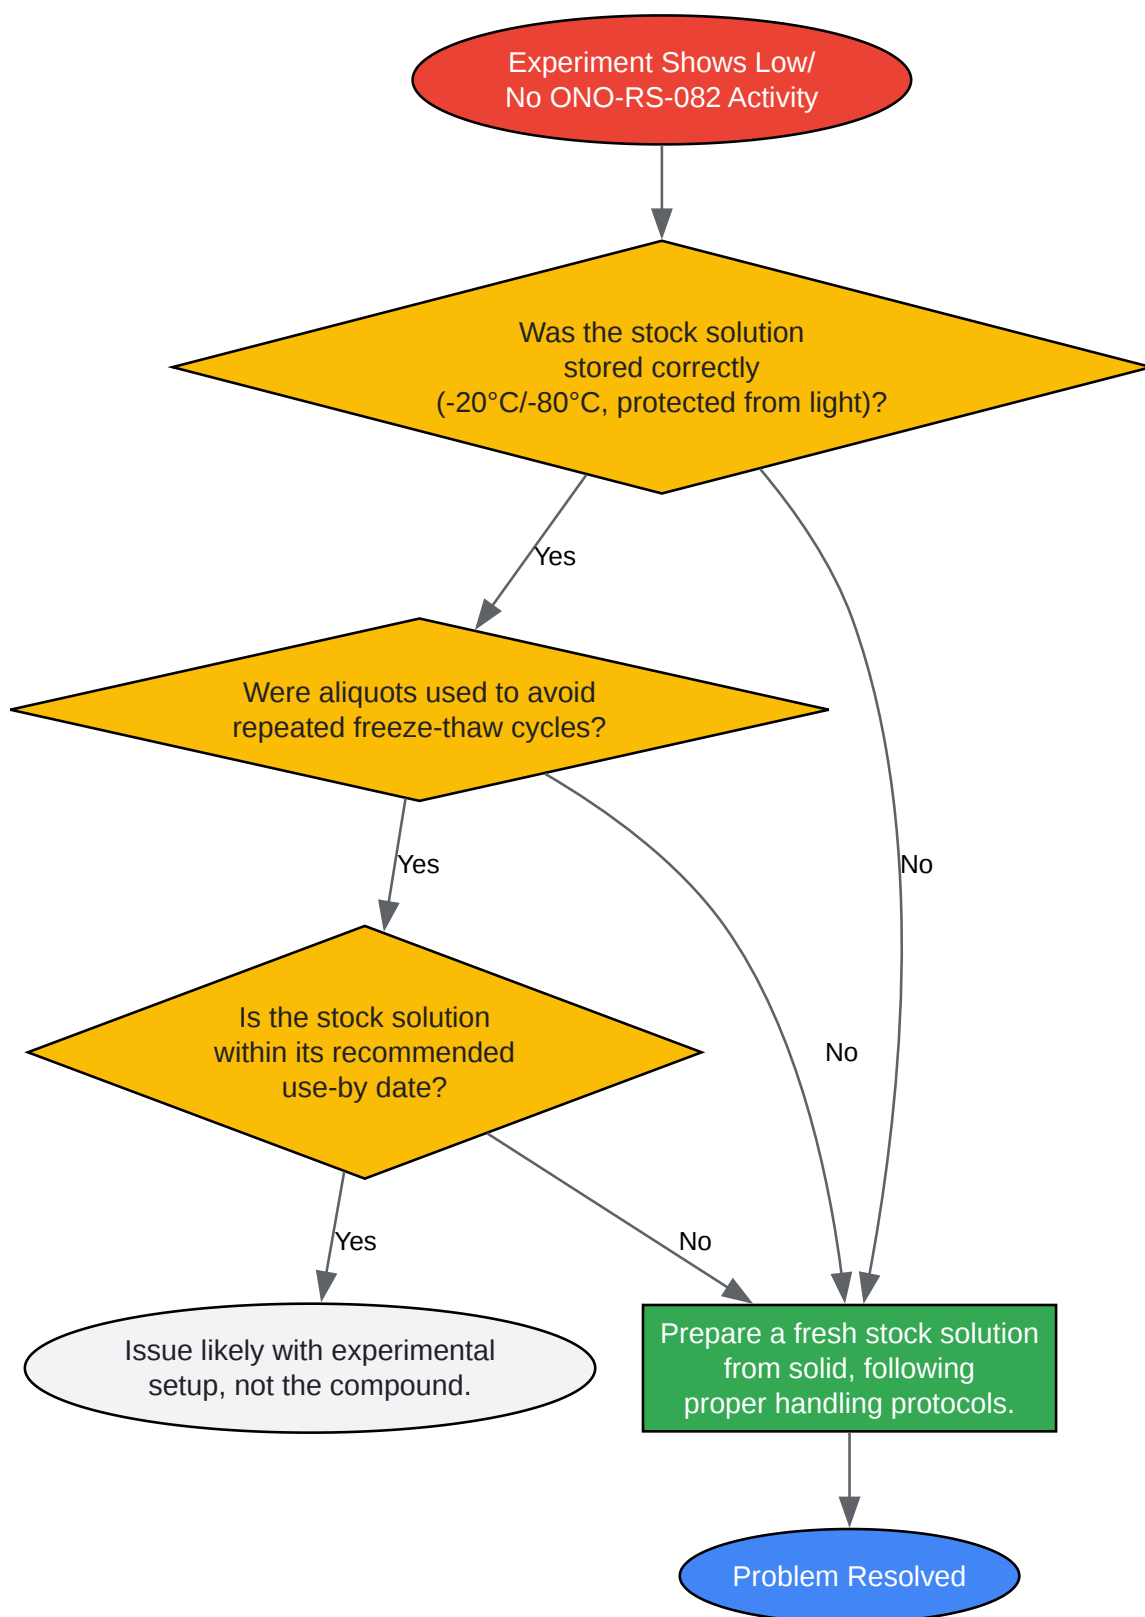 Experiment Shows Low/
No ONO-RS-082 Activity
Was the stock solution
stored correctly
(-20°C/-80°C, protected from light)?
Yes
Were aliquots used to avoid
repeated freeze-thaw cycles?
Yes
No
Is the stock solution
within its recommended
use-by date?
No
Yes
No
Issue likely with experimental
setup, not the compound.
Prepare a fresh stock solution
from solid, following
proper handling protocols.
Problem Resolved